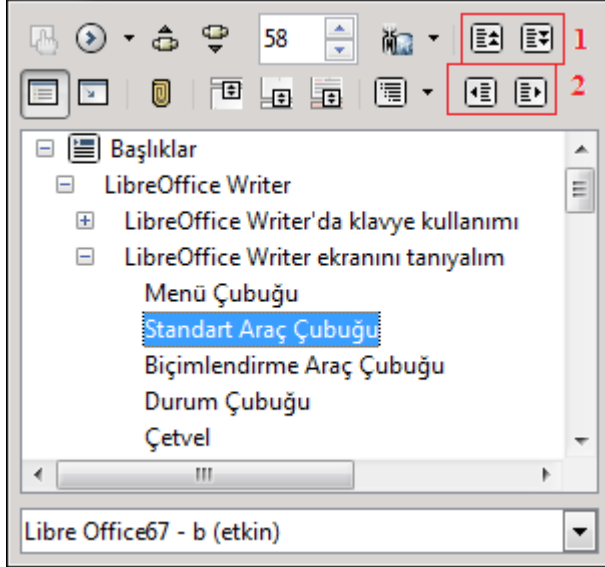 58
1
2
Başlıklar
LibreOffice Writer
LibreOffice Writer'da klavye kullanımı
LibreOffice Writer ekranını tanıyalım
Menü Çubuğu
Standart Araç Çubuğu
Biçimlendirme Araç Çubuğu
Durum Çubuğu
Çetvel
Libre Office67 - b (etkin)